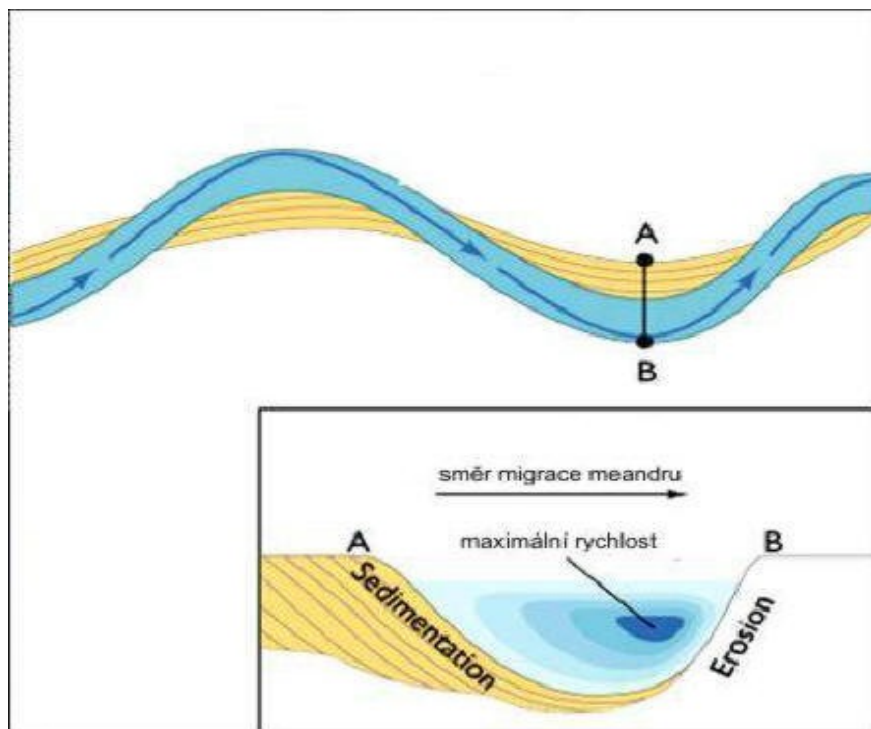 A
B
směr migrace meandru
A
maximální rychlost
B
Sedimentation
Erosion